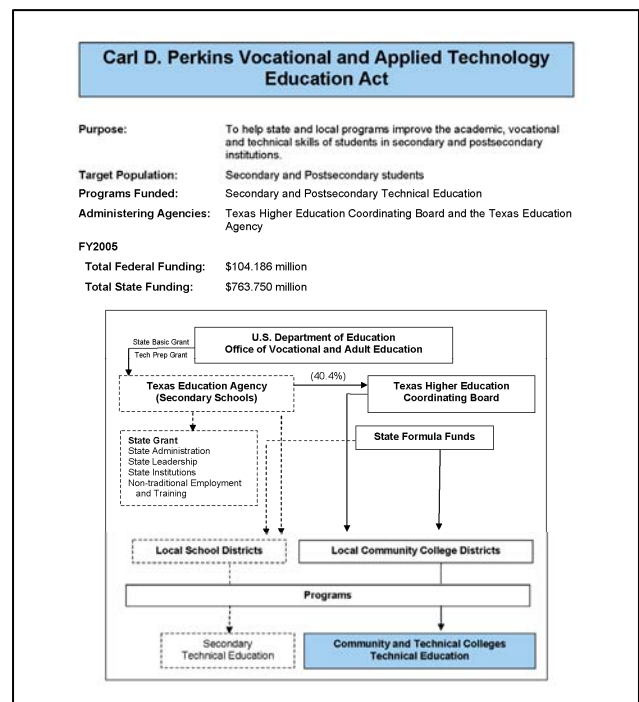 Carl D. Perkins Vocational and Applied Technology
Education Act
Purpose: To help state and local programs improve the academic, vocational
and technical skills of students in secondary and postsecondary
institutions.
Target Population: Secondary and Postsecondary students
Programs Funded: Secondary and Postsecondary Technical Education
Administering Agencies: Texas Higher Education Coordinating Board and the Texas Education
Agency
FY2005
Total Federal Funding: $104.186 million
Total State Funding: $763.750 million
U.S. Department of Education
Office of Vocational and Adult Education
State Basic Grant
Tech Prep Grant
Texas Education Agency
(Secondary Schools)
(40.4%)
Texas Higher Education
Coordinating Board
State Grant
State Administration
State Leadership
State Institutions
Non-traditional Employment
and Training
State Formula Funds
Local School Districts
Local Community College Districts
Programs
Secondary
Technical Education
Community and Technical Colleges
Technical Education